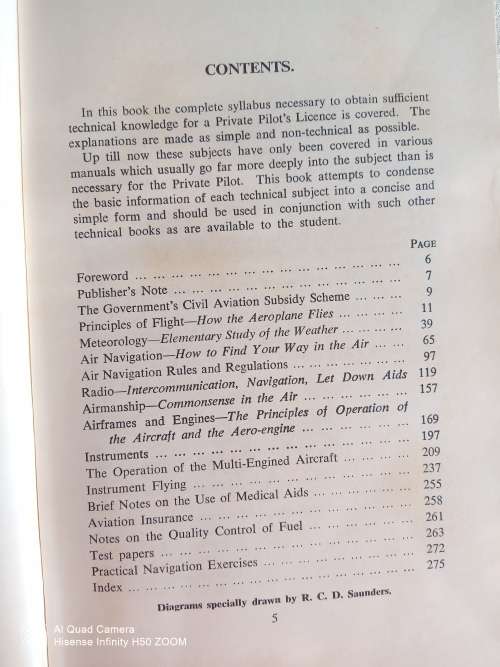 CONTENTS.
In this book the complete syllabus necessary to obtain sufficient
technical knowledge for a Private Pilot's Licence is covered. The
explanations are made as simple and non-technical as possible.
Up till now these subjects have only been covered in various
manuals which usually go far more deeply into the subject than is
necessary for the Private Pilot. This book attempts to condense
the basic information of each technical subject into a concise and
simple form and should be used in conjunction with such other
technical books as are available to the student.
PAGE
Foreword ... ... ... ... ... ... ... ... ... ... ... ... ... ... ... 6
Publisher's Note ... ... ... ... ... ... ... ... ... ... ... ... 7
The Government's Civil Aviation Subsidy Scheme ... ... ... 9
Principles of Flight—How the Aeroplane Flies ... ... ... ... 11
Meteorology—Elementary Study of the Weather ... ... ... ... 39
Air Navigation—How to Find Your Way in the Air ... ... 65
Air Navigation Rules and Regulations ... ... ... ... ... ... 97
Radio—Intercommunication, Navigation, Let Down Aids 119
Airmanship—Commonsense in the Air ... ... ... ... ... ... 157
Airframes and Engines—The Principles of Operation of
the Aircraft and the Aero-engine ... ... ... ... ... ... 169
Instruments ... ... ... ... ... ... ... ... ... ... ... ... ... 197
The Operation of the Multi-Engined Aircraft ... ... ... ... 209
Instrument Flying ... ... ... ... ... ... ... ... ... ... ... 237
Brief Notes on the Use of Medical Aids ... ... ... ... ... 255
Aviation Insurance ... ... ... ... ... ... ... ... ... ... ... 258
Notes on the Quality Control of Fuel ... ... ... ... ... ... 261
Test papers ... ... ... ... ... ... ... ... ... ... ... ... ... 263
Practical Navigation Exercises ... ... ... ... ... ... ... ... 272
Index ... ... ... ... ... ... ... ... ... ... ... ... ... ... ... 275
Diagrams specially drawn by R. C. D. Saunders.
5
AI Quad Camera
Hisense Infinity H50 ZOOM